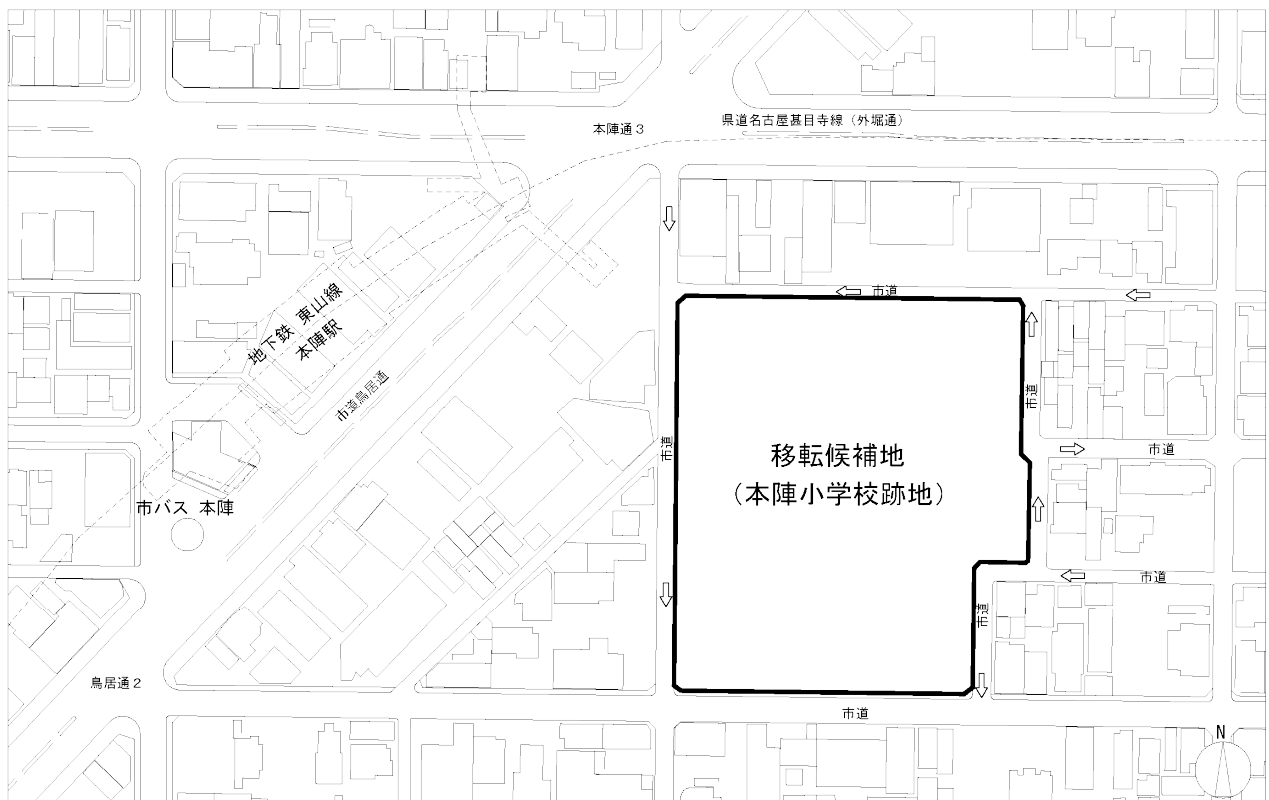 本陣通3
県道名古屋甚目寺線(外堀通)
市道
地下鉄 東山線
本陣駅
市道鳥居通
市道
市道
市道
移転候補地
(本陣小学校跡地)
市バス 本陣
市道
市道
鳥居通2
市道
N